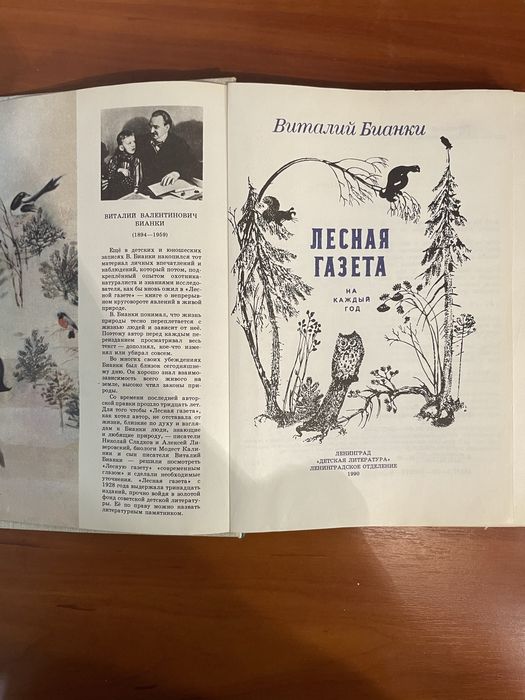 ВИТАЛИЙ ВАЛЕНТИНОВИЧ
БИАНКИ
(1894—1959)
Ещё в детских и юношеских
записях В. Бианки накопился тот
материал личных впечатлений и
наблюдений, который потом, под-
креплённый опытом охотника-
натуралиста и знаниями исследо-
вателя, как бы вновь ожил в «Лес-
ной газете» — книге о непрерыв-
ном круговороте явлений в живой
природе.
В. Бианки понимал, что жизнь
природы тесно переплетается с
жизнью людей и зависит от неё.
Поэтому автор перед каждым пе-
реизданием просматривал весь
текст — дополнял, кое-что изме-
нял или убирал совсем.
Во многих своих убеждениях
Бианки был близок сегодняшне-
му дню. Он хорошо знал взаимо-
зависимость всего живого на
земле, высоко чтил законы при-
роды.
Со времени последней автор-
ской правки прошло тридцать лет.
Для того чтобы «Лесная газета»,
как хотел автор, не отставала от
жизни, близкие по духу и взгля-
дам к Бианки люди, знающие
и любящие природу, — писатели
Николай Сладков и Алексей Ли-
веровский, биологи Модест Кали-
нин и сын писателя Виталий
Бианки — решили посмотреть
«Лесную газету» «современным
глазом» и сделали необходимые
уточнения. «Лесная газета» с
1928 года выдержала тринадцать
изданий, прочно войдя в золотой
фонд советской детской литерату-
ры. Её по праву можно назвать
литературным памятником.
Виталий Бианки
ЛЕСНАЯ
ГАЗЕТА
НА
КАЖДЫЙ
ГОД
ЛЕНИНГРАД
«ДЕТСКАЯ ЛИТЕРАТУРА»
ЛЕНИНГРАДСКОЕ ОТДЕЛЕНИЕ
1990